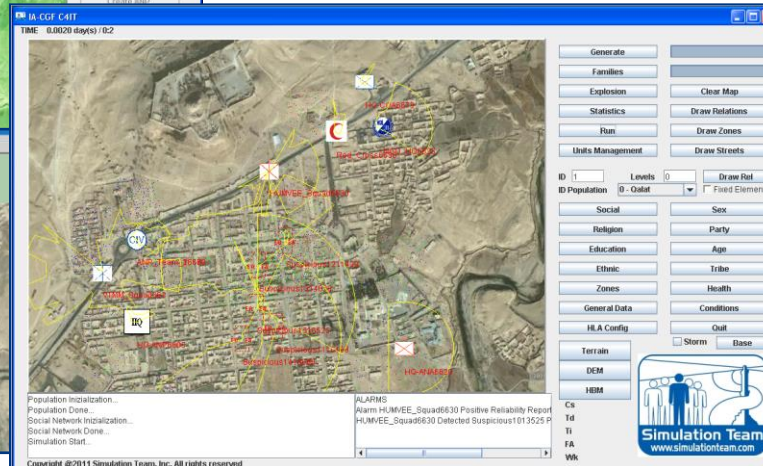 IA-CGF C4IT
TIME 0.0020 day(s) / 0:2
Generate
Families
Explosion
Clear Map
Statistics
Draw Relations
Run
Draw Zones
Units Management
Draw Streets
ID 1 Levels 0 Draw Rel
ID Population 0 - Qalat Fixed Elemen
Social
Sex
Religion
Party
Education
Age
Ethnic
Tribe
Zones
Health
General Data
Conditions
HLA Config
Quit
Storm
Base
Terrain
DEM
HBM
Cs
Td
Ti
FA
Wk
CIV
HQ-ANA6629
Population Inizialization...
Population Done...
Social Network Inizialization...
Social Network Done...
Simulation Start...
ALARMS
Alarm HUMVEE_Squad6630 Positive Reliability Report
HUMVEE_Squad6630 Detected Suspicious1013525 P
Simulation Team
www.simulationteam.com
Copyright @2011 Simulation Team, Inc. All rights reserved